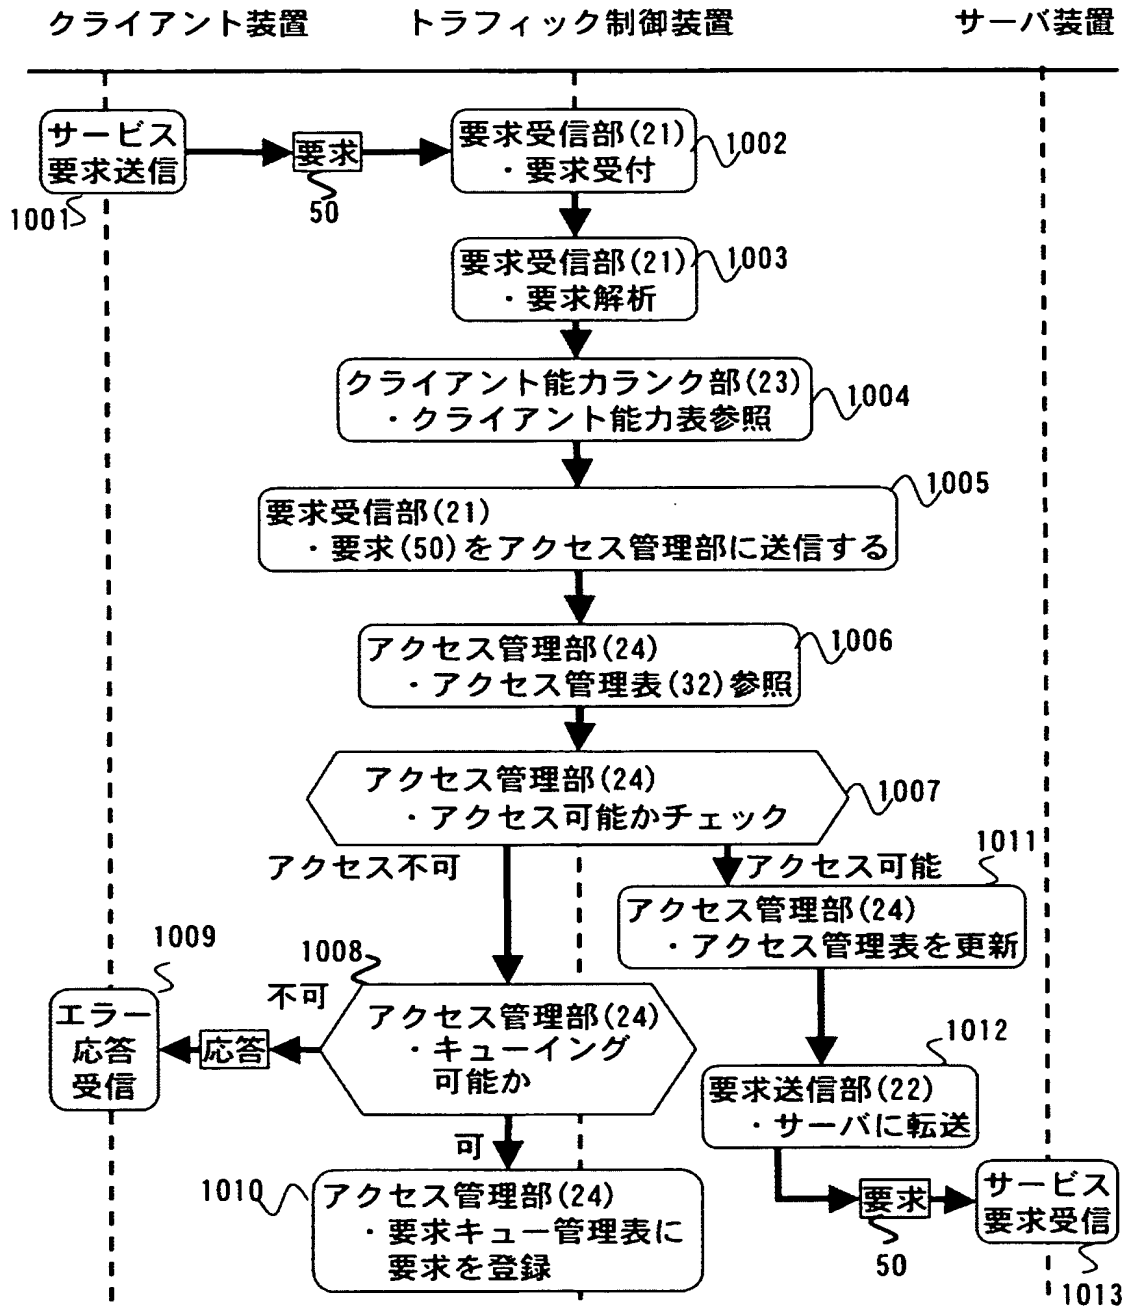 クライアント装置
トラフィック制御装置
サーバ装置
サービス
要求送信
1001
要求
50
要求受信部(21)
・要求受付
1002
要求受信部(21)
・要求解析
1003
クライアント能力ランク部(23)
・クライアント能力表参照
1004
要求受信部(21)
・要求(50)をアクセス管理部に送信する
1005
アクセス管理部(24)
・アクセス管理表(32)参照
1006
アクセス管理部(24)
・アクセス可能かチェック
1007
アクセス不可
アクセス可能
1011
アクセス管理部(24)
・アクセス管理表を更新
1009
1008
不可
エラー
応答
受信
応答
アクセス管理部(24)
・キューイング
可能か
1012
要求送信部(22)
・サーバに転送
可
1010
アクセス管理部(24)
・要求キュー管理表に
要求を登録
要求
50
サービス
要求受信
1013